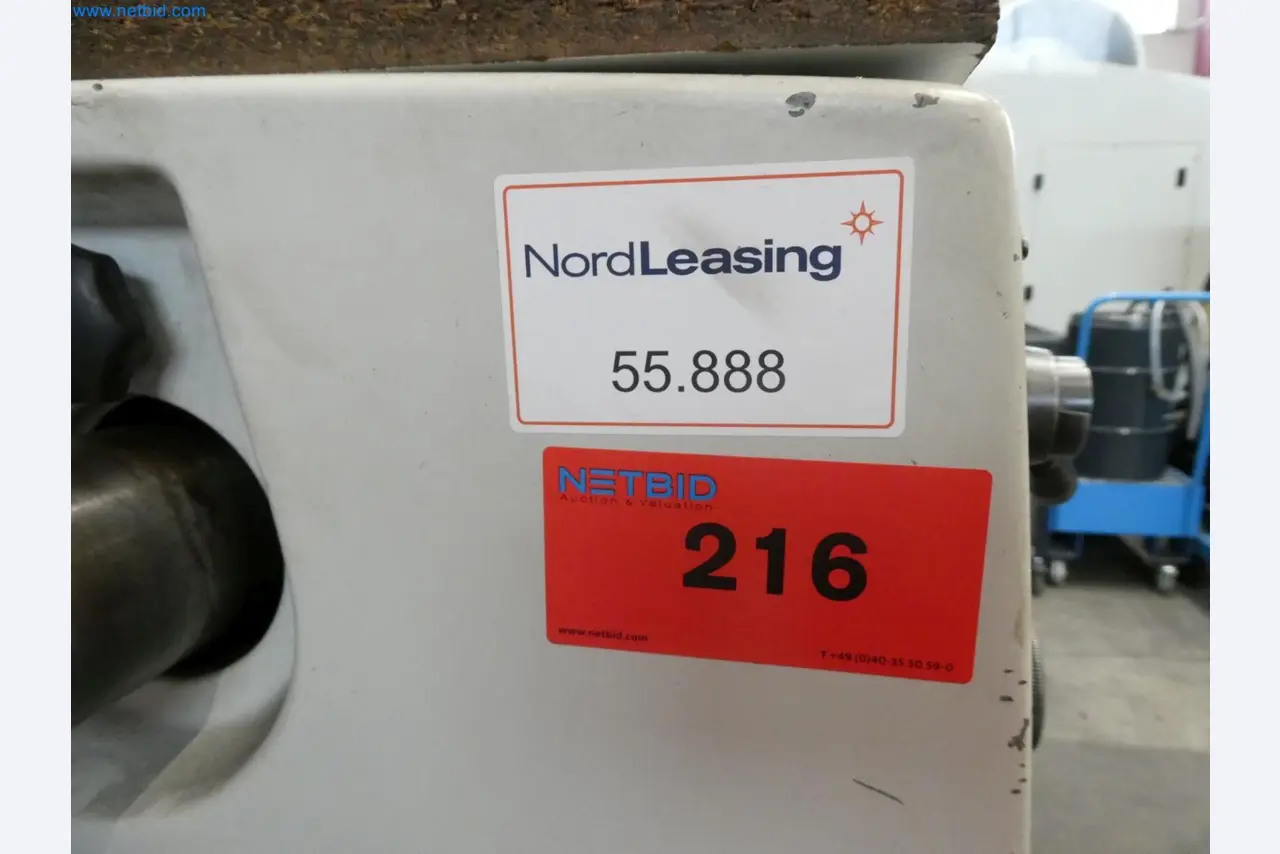 www.netbid.com
NordLeasing
55.888
NETBID
Auction & Valuation
216
www.netbid.com
T +49 (0)40-35 50 59-0